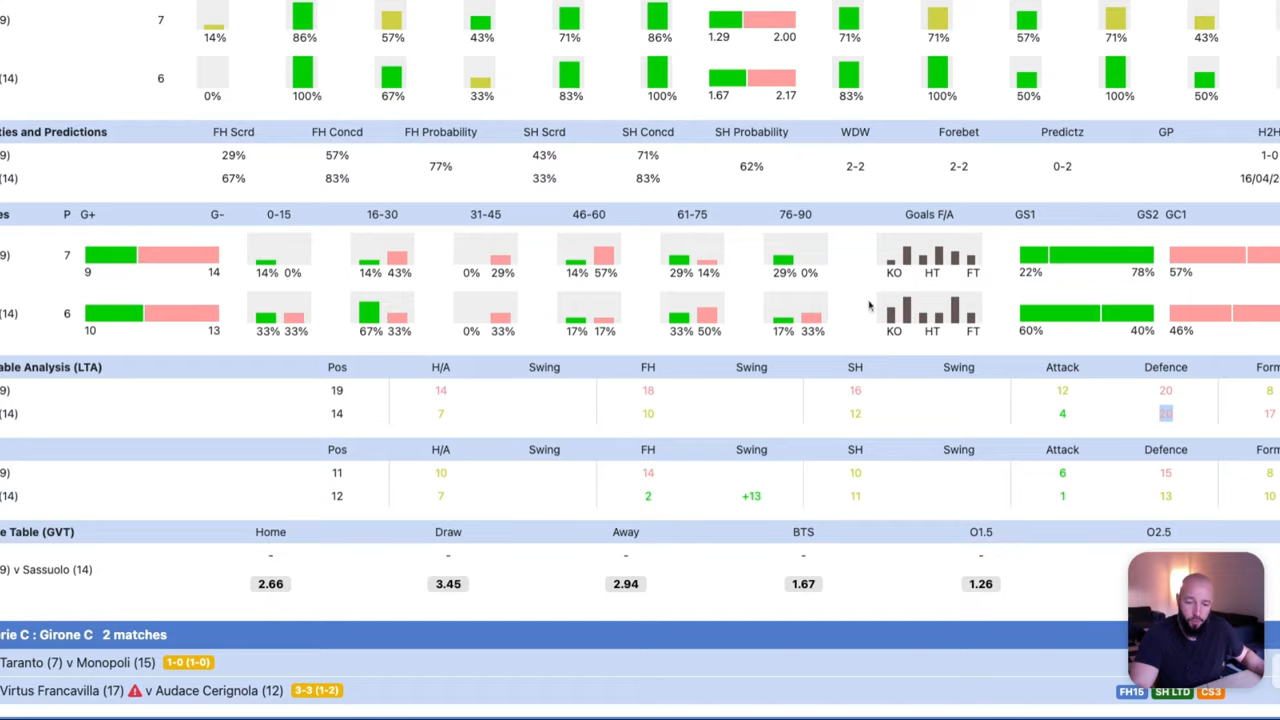 9) 7 14% 86% 57% 43% 71% 86% 1.29 2.00 71% 71% 57% 71% 43%
(14) 6 0% 100% 67% 33% 83% 100% 1.67 2.17 83% 100% 50% 100% 50%
ties and Predictions FH Scrd FH Concd FH Probability SH Scrd SH Concd SH Probability WDW Forebet Predictz GP H2H
9) 29% 57% 43% 71% 1-0
77% 62% 2-2 2-2 0-2
(14) 67% 83% 33% 83% 16/04/2
es P G+ G- 0-15 16-30 31-45 46-60 61-75 76-90 Goals F/A GS1 GS2 GC1
9) 7
9 14 14% 0% 14% 43% 0% 29% 14% 57% 29% 14% 29% 0% KO HT FT 22% 78% 57%
(14) 6
10 13 33% 33% 67% 33% 0% 33% 17% 17% 33% 50% 17% 33% KO HT FT 60% 40% 46%
able Analysis (LTA) Pos H/A Swing FH Swing SH Swing Attack Defence Form
9) 19 14 18 16 12 20 8
(14) 14 7 10 12 4 20 17
Pos H/A Swing FH Swing SH Swing Attack Defence Form
9) 11 10 14 10 6 15 8
(14) 12 7 2 +13 11 1 13 10
e Table (GVT) Home Draw Away BTS O1.5 O2.5
- - - - -
9) v Sassuolo (14)
2.66 3.45 2.94 1.67 1.26
rie C : Girone C 2 matches
Taranto (7) v Monopoli (15) 1-0 (1-0)
Virtus Francavilla (17) v Audace Cerignola (12) 3-3 (1-2) FH15 SH LTD CS3